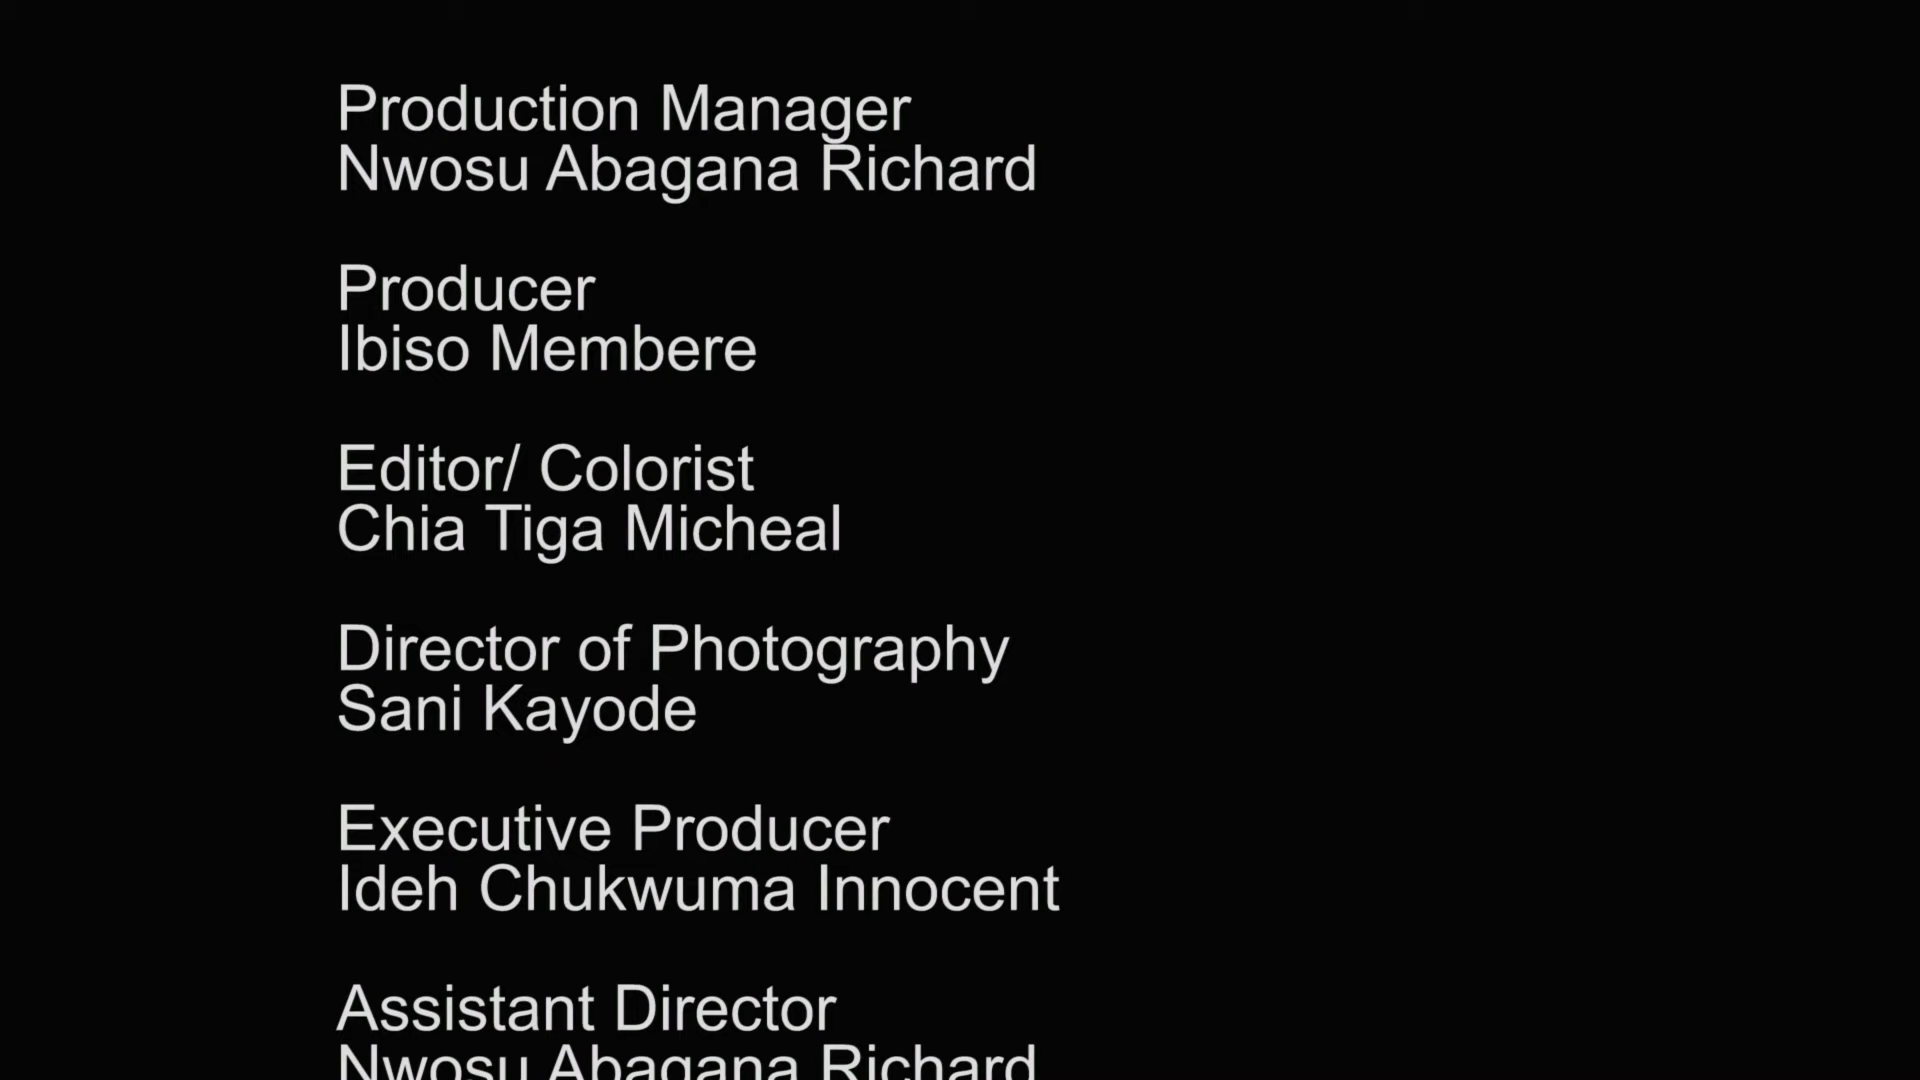 Production Manager
Nwosu Abagana Richard
Producer
Ibiso Membere
Editor/ Colorist
Chia Tiga Micheal
Director of Photography
Sani Kayode
Executive Producer
Ideh Chukwuma Innocent
Assistant Director
Nwosu Abagana Richard